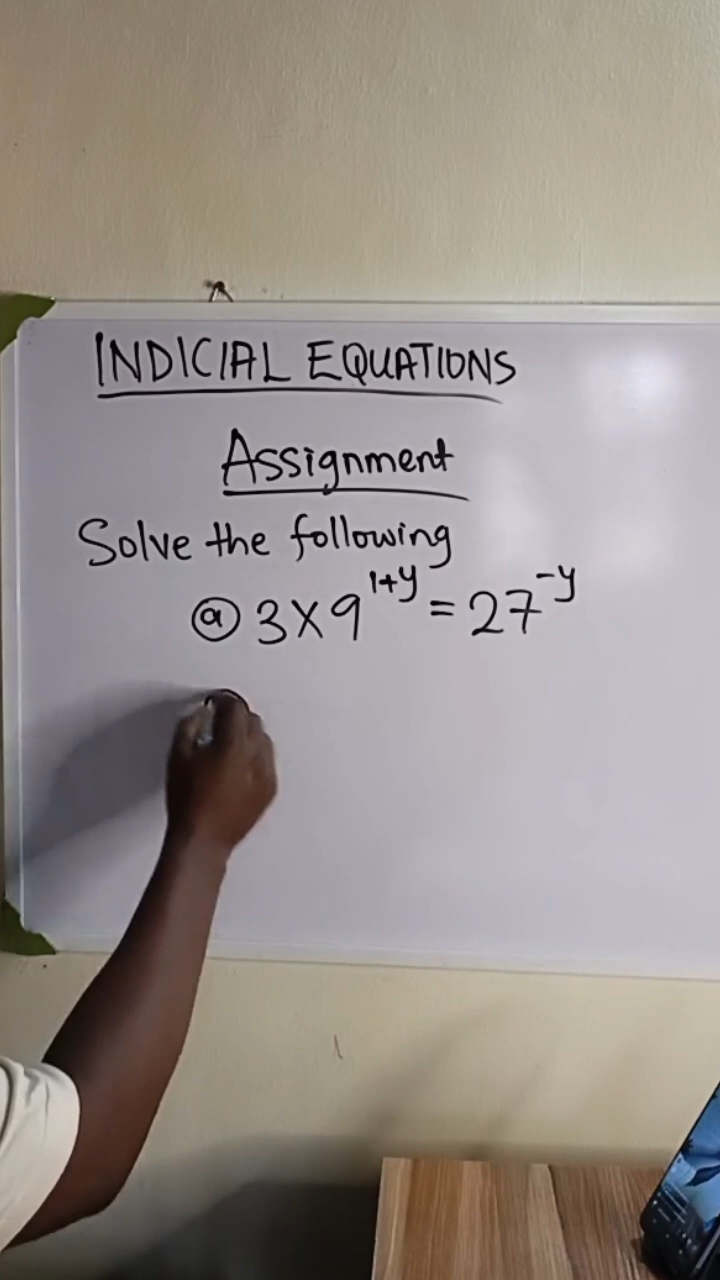 INDICIAL EQUATIONS
Assignment
Solve the following
ⓐ 3×9^{1+y} = 27^{-y}